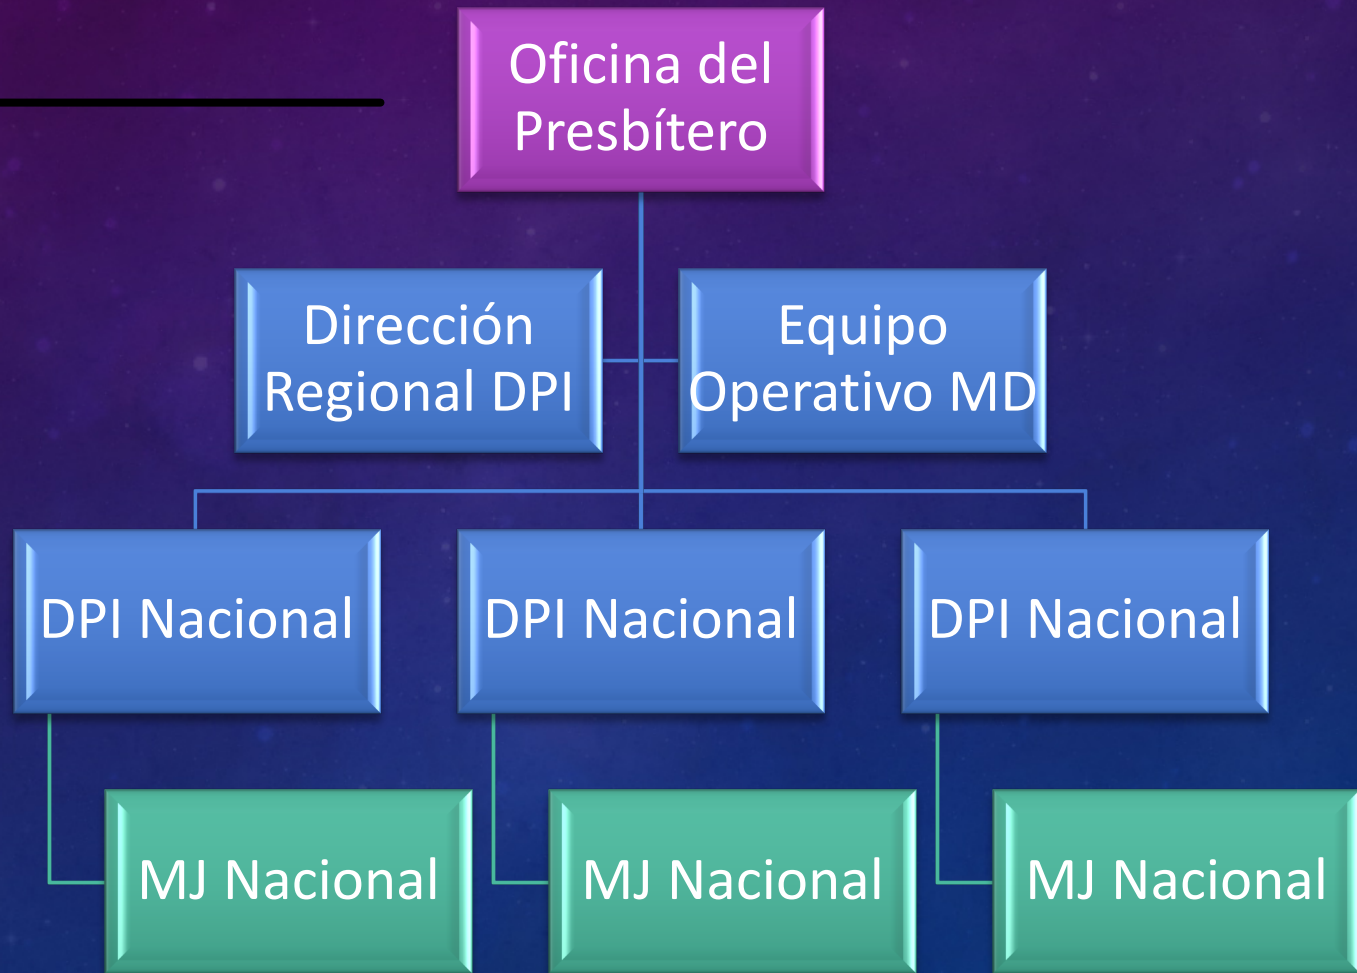 Oficina del
Presbítero
Dirección
Regional DPI
Equipo
Operativo MD
DPI Nacional
DPI Nacional
DPI Nacional
MJ Nacional
MJ Nacional
MJ Nacional